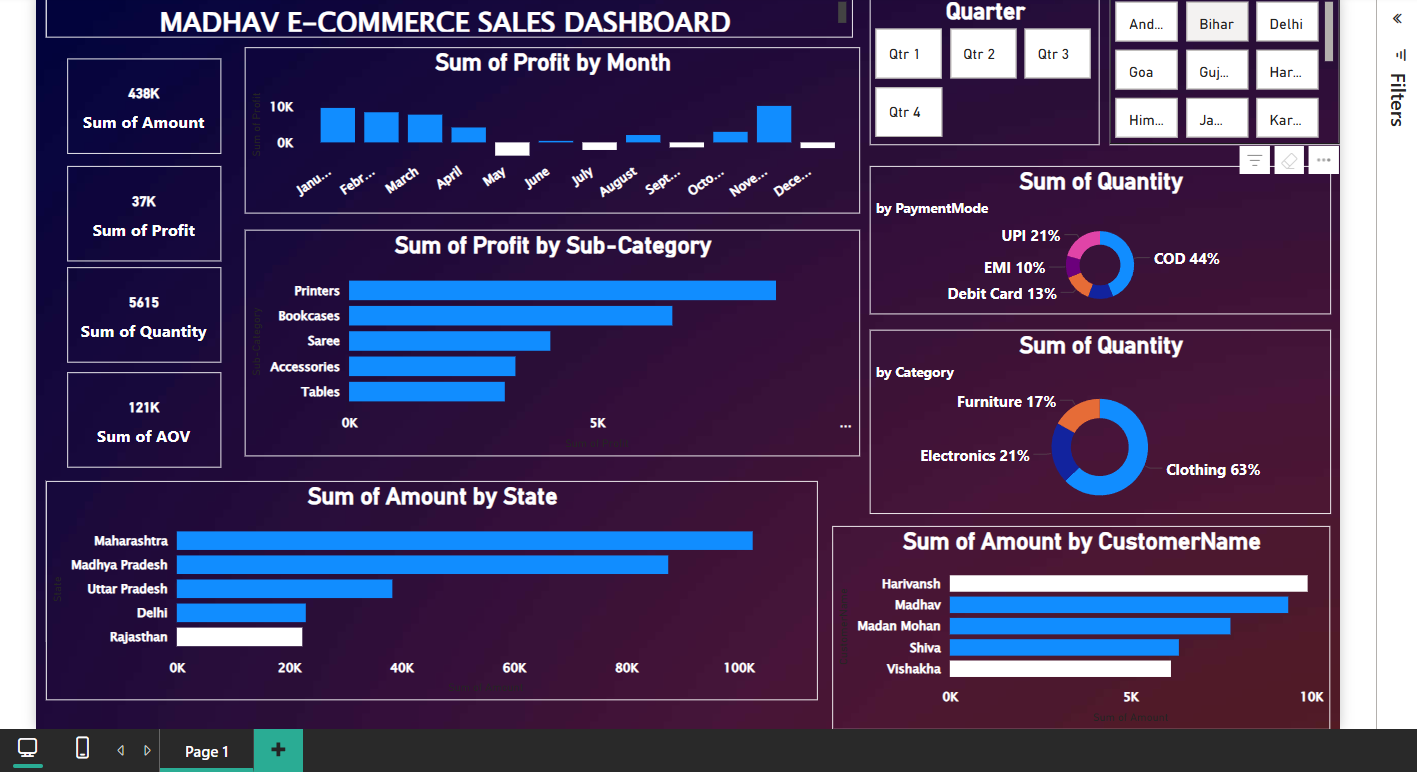 MADHAV E-COMMERCE SALES DASHBOARD
438K
Sum of Amount
37K
Sum of Profit
5615
Sum of Quantity
121K
Sum of AOV
Sum of Profit by Month
Sum of Profit
10K
0K
Janu...
Febr...
March
April
May
June
July
August
Sept...
Octo...
Nove...
Dece...
Sum of Profit by Sub-Category
Sub-Category
Printers
Bookcases
Saree
Accessories
Tables
0K
5K
...
Sum of Profit
Sum of Amount by State
State
Maharashtra
Madhya Pradesh
Uttar Pradesh
Delhi
Rajasthan
0K
20K
40K
60K
80K
100K
Quarter
Qtr 1
Qtr 2
Qtr 3
Qtr 4
And...
Bihar
Delhi
Goa
Guj...
Har...
Him...
Ja...
Kar...
Sum of Quantity
by PaymentMode
UPI 21%
EMI 10%
Debit Card 13%
COD 44%
Sum of Quantity
by Category
Furniture 17%
Electronics 21%
Clothing 63%
Sum of Amount by CustomerName
Harivansh
Madhav
Madan Mohan
Shiva
Vishakha
0K
5K
10K
Sum of Amount
Filters
Page 1